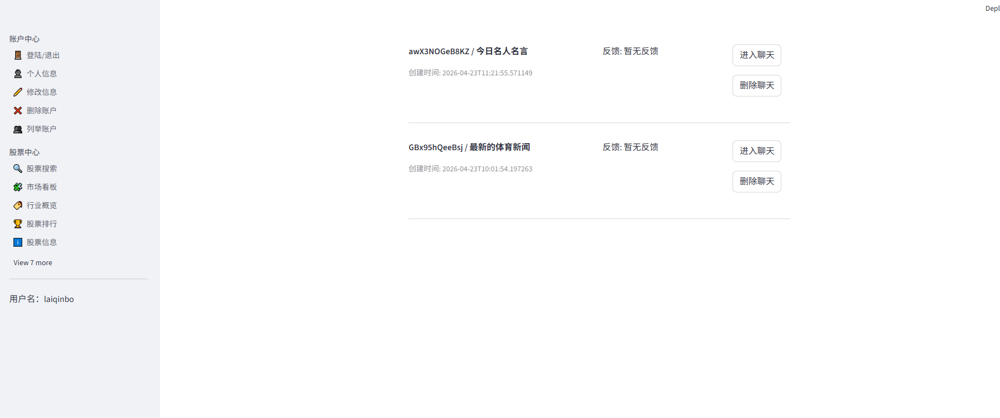 Depl
账户中心
登陆/退出
个人信息
修改信息
删除账户
列举账户
股票中心
股票搜索
市场看板
行业概览
股票排行
股票信息
View 7 more
用户名：laiqinbo
awX3NOGeB8KZ / 今日名人名言
创建时间: 2026-04-23T11:21:55.571149
反馈: 暂无反馈
进入聊天
删除聊天
GBx95hQeeBsj / 最新的体育新闻
创建时间: 2026-04-23T10:01:54.197263
反馈: 暂无反馈
进入聊天
删除聊天